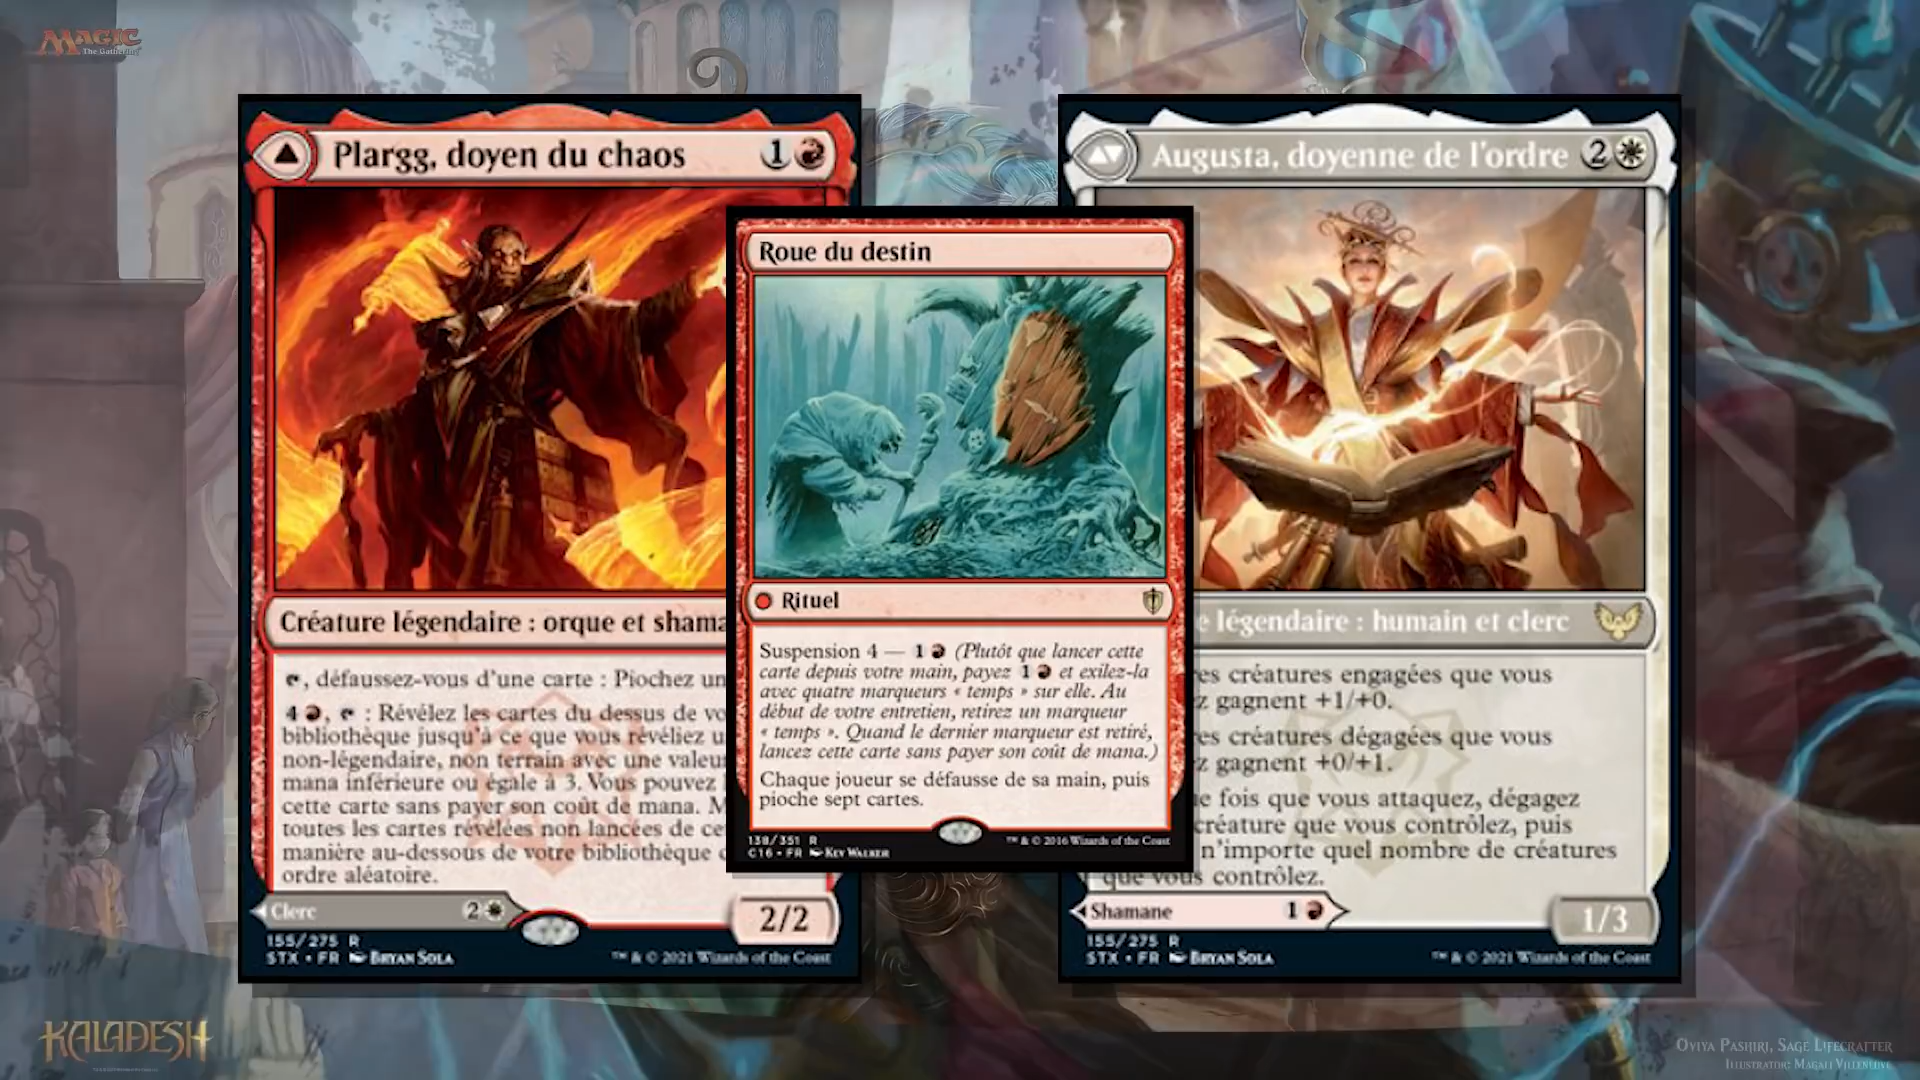 MAGIC
The Gathering
Plargg, doyen du chaos 1
Créature légendaire : orque et shama
, défaussez-vous d'une carte : Piochez un
4 , : Révélez les cartes du dessus de vo
bibliothèque jusqu'à ce que vous révéliez u
non-légendaire, non terrain avec une valeur
mana inférieure ou égale à 3. Vous pouvez
cette carte sans payer son coût de mana. M
toutes les cartes révélées non lancées de ce
manière au-dessous de votre bibliothèque
ordre aléatoire.
Clerc 2
2/2
155/275 R
STX • FR Bryan Sola
™ & © 2021 Wizards of the Coast
Roue du destin
Rituel
Suspension 4 — 1 (Plutôt que lancer cette
carte depuis votre main, payez 1 et exilez-la
avec quatre marqueurs « temps » sur elle. Au
début de votre entretien, retirez un marqueur
« temps ». Quand le dernier marqueur est retiré,
lancez cette carte sans payer son coût de mana.)
Chaque joueur se défausse de sa main, puis
pioche sept cartes.
138/351 R
C16 • FR Kev Walker
™ & © 2016 Wizards of the Coast
Augusta, doyenne de l'ordre 2
e légendaire : humain et clerc
es créatures engagées que vous
z gagnent +1/+0.
es créatures dégagées que vous
z gagnent +0/+1.
e fois que vous attaquez, dégagez
créature que vous contrôlez, puis
n'importe quel nombre de créatures
que vous contrôlez.
Shamane 1
1/3
155/275 R
STX • FR Bryan Sola
™ & © 2021 Wizards of the Coast
KALADESH
Oviya Pashiri, Sage Lifecrafter
Illustrator: Magali Villeneuve